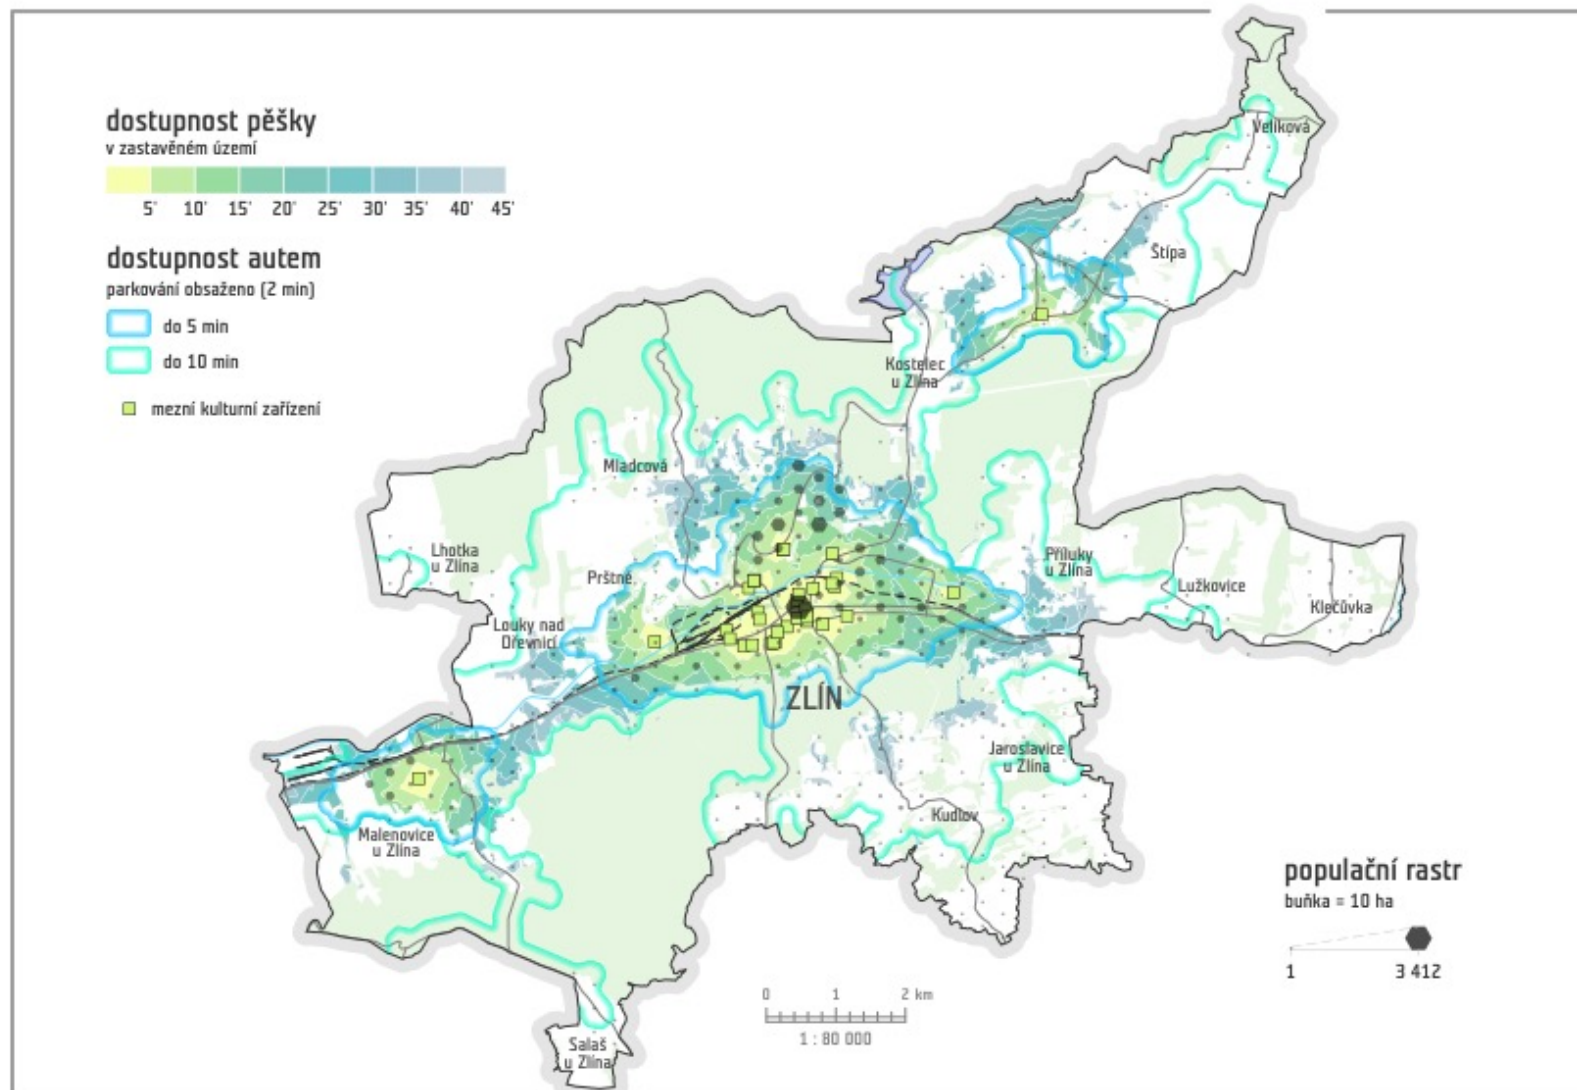 dostupnost pěšky
v zastavěném území
5' 10' 15' 20' 25' 30' 35' 40' 45'
dostupnost autem
parkování obsaženo (2 min)
do 5 min
do 10 min
mezní kulturní zařízení
Velíková
Štípa
Kostelec
u Zlína
Mladcová
Lhotka
u Zlína
Prštné
Příluky
u Zlína
Lužkovice
Klečůvka
Louky nad
Dřevnicí
ZLÍN
Jaroslavice
u Zlína
Kudlov
Malenovice
u Zlína
Salaš
u Zlína
populační rastr
buňka = 10 ha
1 3 412
0 1 2 km
1 : 80 000